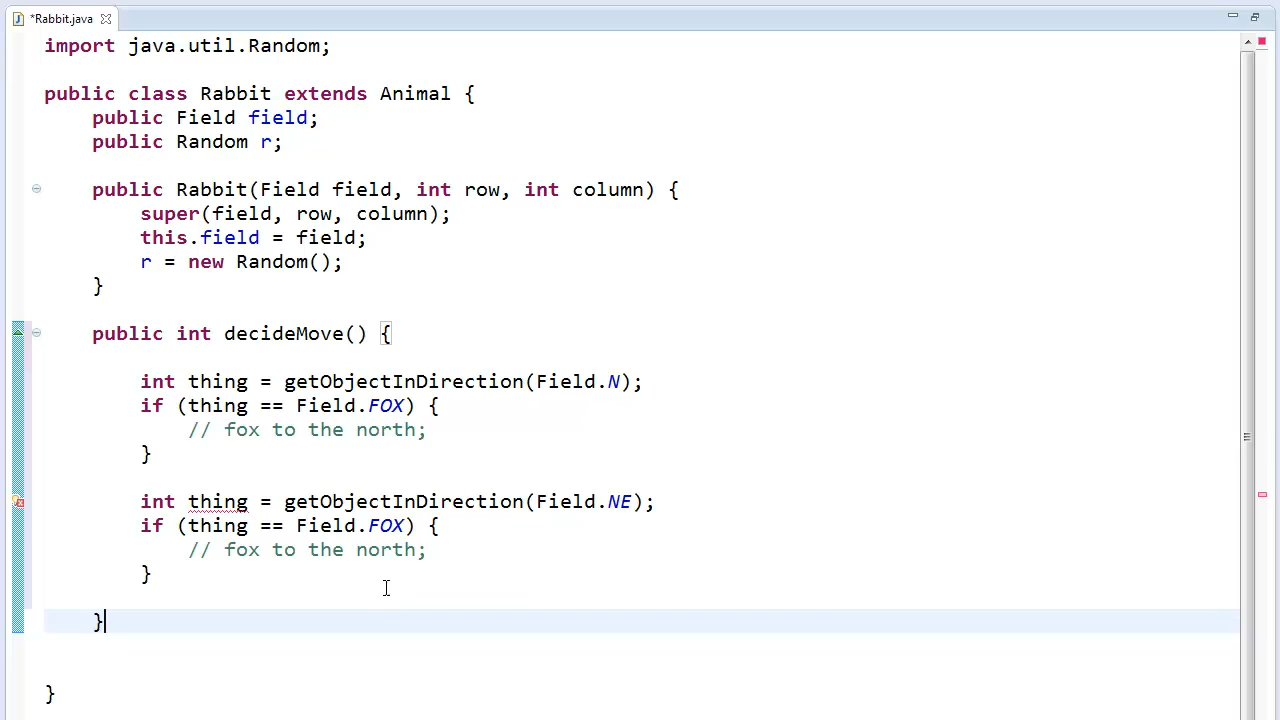 *Rabbit.java
import java.util.Random;
public class Rabbit extends Animal {
public Field field;
public Random r;
public Rabbit(Field field, int row, int column) {
super(field, row, column);
this.field = field;
r = new Random();
}
public int decideMove() {
int thing = getObjectInDirection(Field.N);
if (thing == Field.FOX) {
// fox to the north;
}
int thing = getObjectInDirection(Field.NE);
if (thing == Field.FOX) {
// fox to the north;
}
}
}